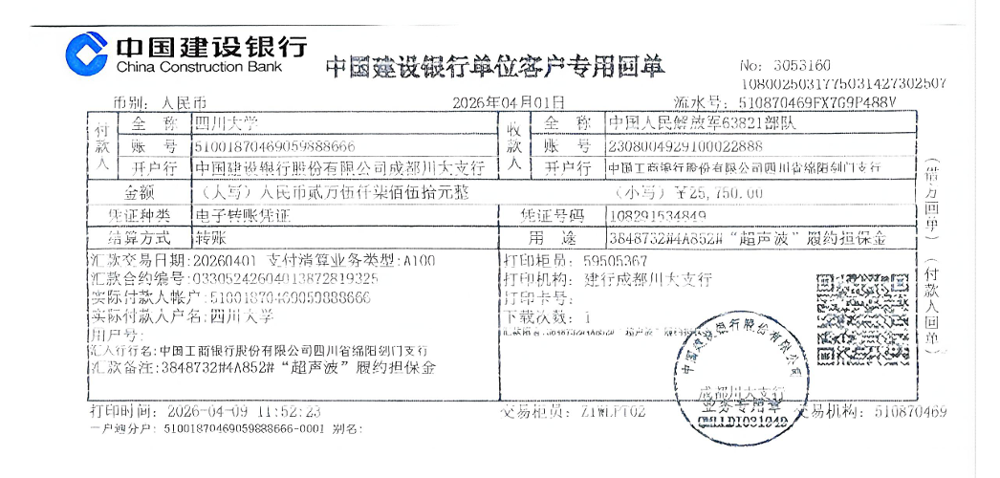 中国建设银行
China Construction Bank
中国建设银行单位客户专用回单
No: 3053160
10800250317750314273025​07
币别: 人民币 2026年04月01日 流水号: 510870469FX7G9P488V
付款人 全 称 四川大学 收款人 全 称 中国人民解放军63821部队
账 号 51001870469059888666 账 号 2308004929100022888
开户行 中国建设银行股份有限公司成都川大支行 开户行 中国工商银行股份有限公司四川省绵阳剑门支行
金额 (大写)人民币贰万伍仟柒佰伍拾元整 (小写)￥25,750.00
凭证种类 电子转账凭证 凭证号码 108291534849
结算方式 转账 用 途 3848732#4A852#“超声波”履约担保金
汇款交易日期:20260401 支付清算业务类型:A100
汇款合约编号:0330524260401387281​9325
实际付款人账户:51001870469059888666
实际付款人户名:四川大学
用户号:
汇入行行名:中国工商银行股份有限公司四川省绵阳剑门支行
汇款备注:3848732#4A852#“超声波”履约担保金
打印柜员: 59505367
打印机构: 建行成都川大支行
打印卡号:
下载次数: 1
(借方回单)
(付款人回单)
中国建设银行股份有限公司
成都川大支行
业务专用章
打印时间: 2026-04-09 11:52:23 交易柜员: Z1WLPT02 交易机构: 510870469
一户通分户: 51001870469059888666-0001 别名: